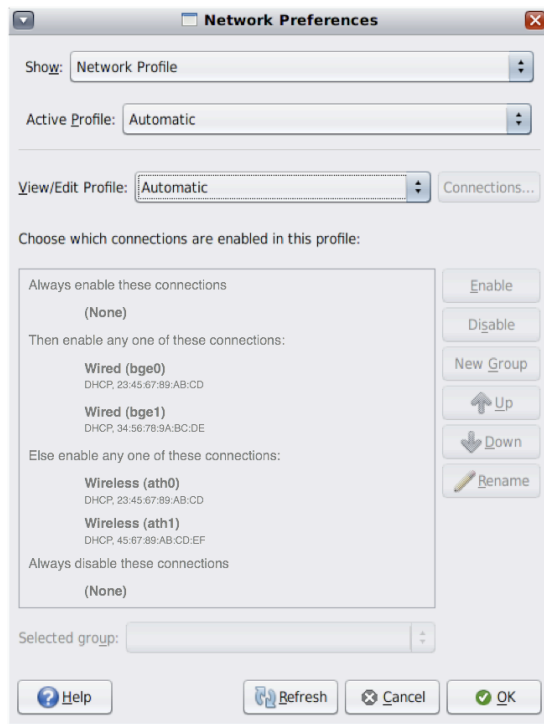 Network Preferences
Show: Network Profile
Active Profile: Automatic
View/Edit Profile: Automatic Connections...
Choose which connections are enabled in this profile:
Always enable these connections
(None)
Then enable any one of these connections:
Wired (bge0)
DHCP, 23:45:67:89:AB:CD
Wired (bge1)
DHCP, 34:56:78:9A:BC:DE
Else enable any one of these connections:
Wireless (ath0)
DHCP, 23:45:67:89:AB:CD
Wireless (ath1)
DHCP, 45:67:89:AB:CD:EF
Always disable these connections
(None)
Enable
Disable
New Group
Up
Down
Rename
Selected group:
Help Refresh Cancel OK